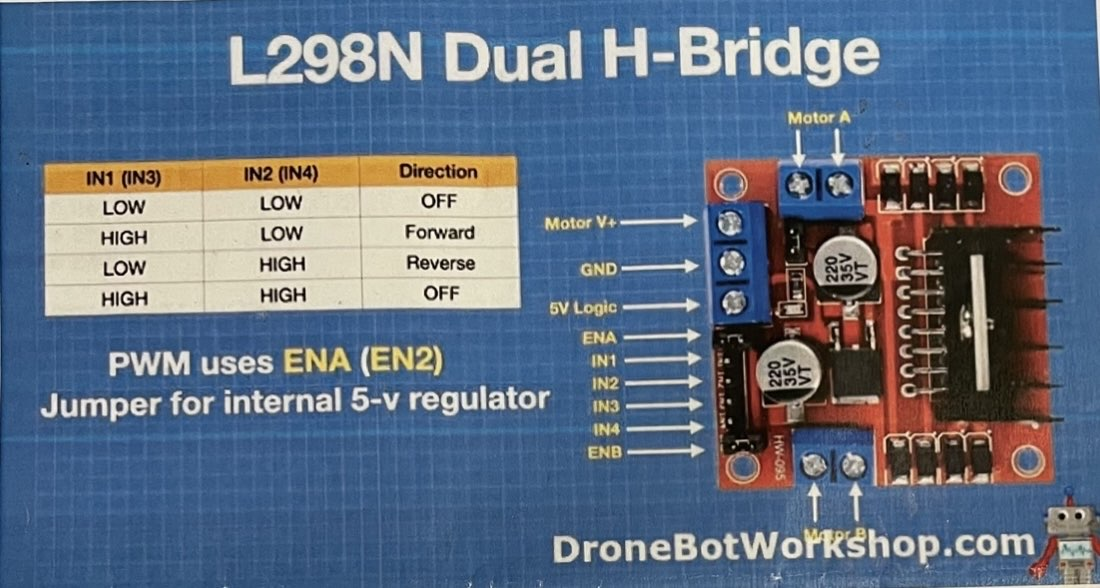 L298N Dual H-Bridge
Motor A
IN1 (IN3) IN2 (IN4) Direction
LOW LOW OFF
HIGH LOW Forward
LOW HIGH Reverse
HIGH HIGH OFF
PWM uses ENA (EN2)
Jumper for internal 5-v regulator
Motor V+
GND
5V Logic
ENA
IN1
IN2
IN3
IN4
ENB
220
35V
VT
220
35V
VT
HW-095
Motor B
DroneBotWorkshop.com